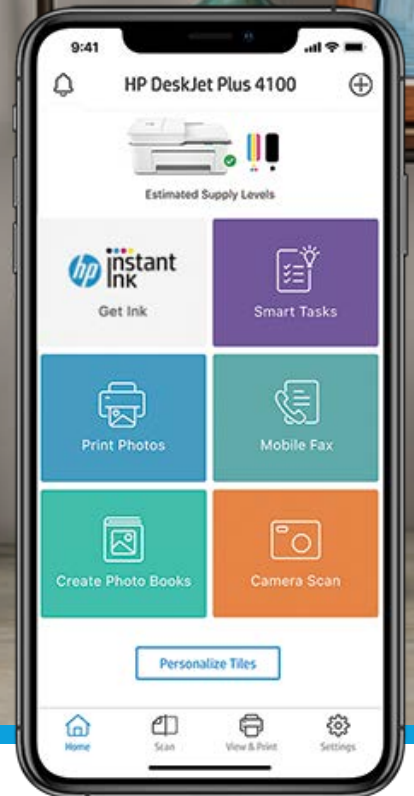 9:41
HP DeskJet Plus 4100
Estimated Supply Levels
hp instant ink
Get Ink
Smart Tasks
Print Photos
Mobile Fax
Create Photo Books
Camera Scan
Personalize Tiles
Home
Scan
View & Print
Settings